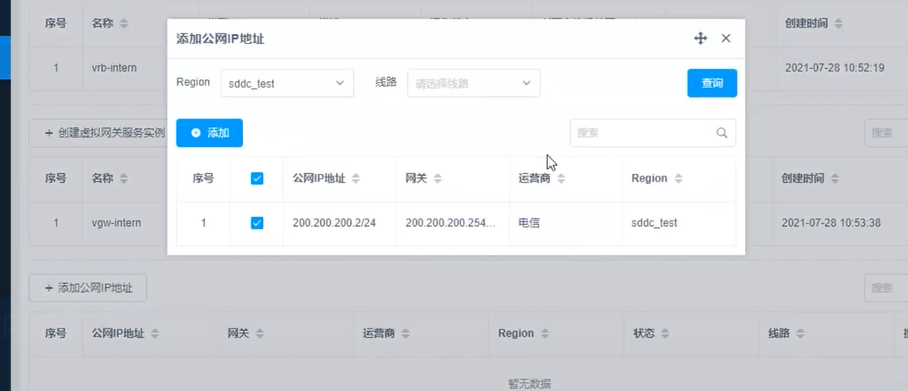 序号 名称 创建时间
添加公网IP地址
1 vrb-intern 2021-07-28 10:52:19
Region sddc_test 线路 请选择线路 查询
+ 创建虚拟网关服务实例 添加 搜索 搜索
序号 名称 序号 公网IP地址 网关 运营商 Region 创建时间
1 vgw-intern 1 200.200.200.2/24 200.200.200.254... 电信 sddc_test 2021-07-28 10:53:38
+ 添加公网IP地址 搜索
序号 公网IP地址 网关 运营商 Region 状态 线路
暂无数据